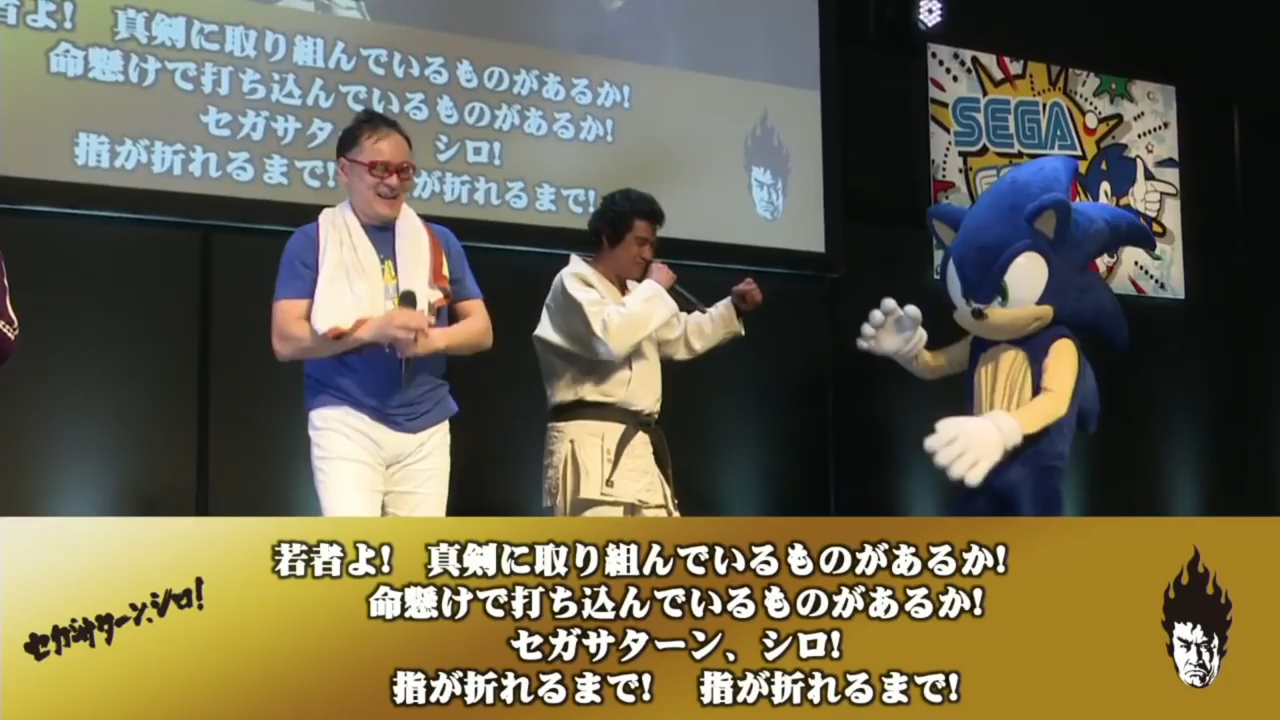 者よ! 真剣に取り組んでいるものがあるか!
命懸けで打ち込んでいるものがあるか!
セガサタ シロ!
指が折れるまで! が折れるまで!
SEGA
若者よ! 真剣に取り組んでいるものがあるか!
命懸けで打ち込んでいるものがあるか!
セガサターン、シロ!
指が折れるまで! 指が折れるまで!
セガサターン、シロ!